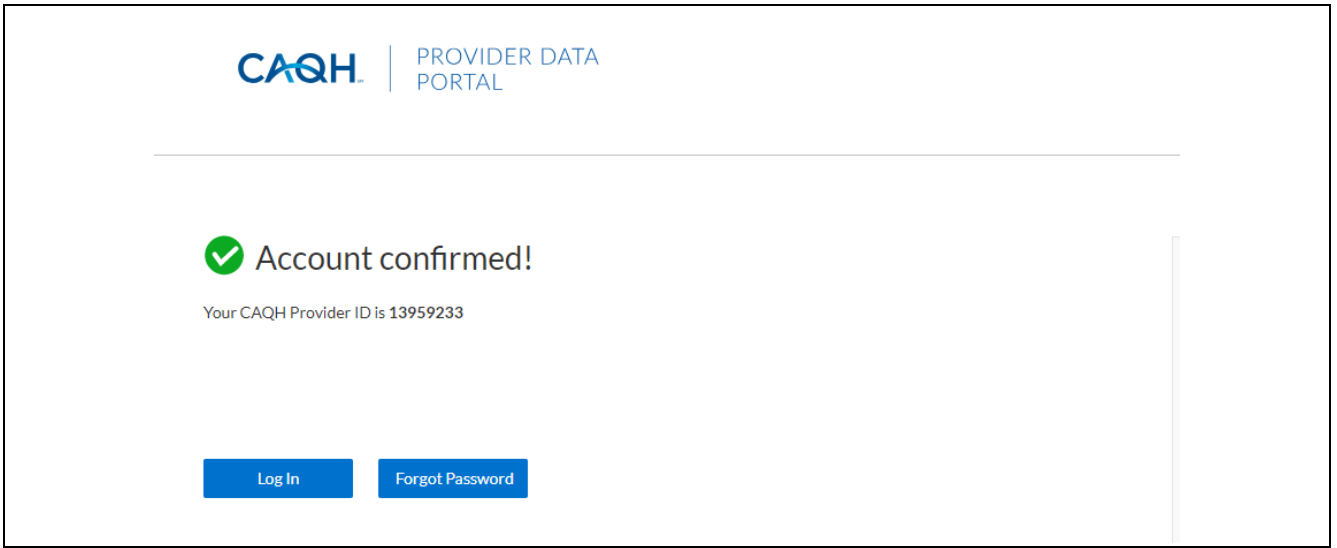 CAQH
PROVIDER DATA
PORTAL
Account confirmed!
Your CAQH Provider ID is 13959233
Log In
Forgot Password